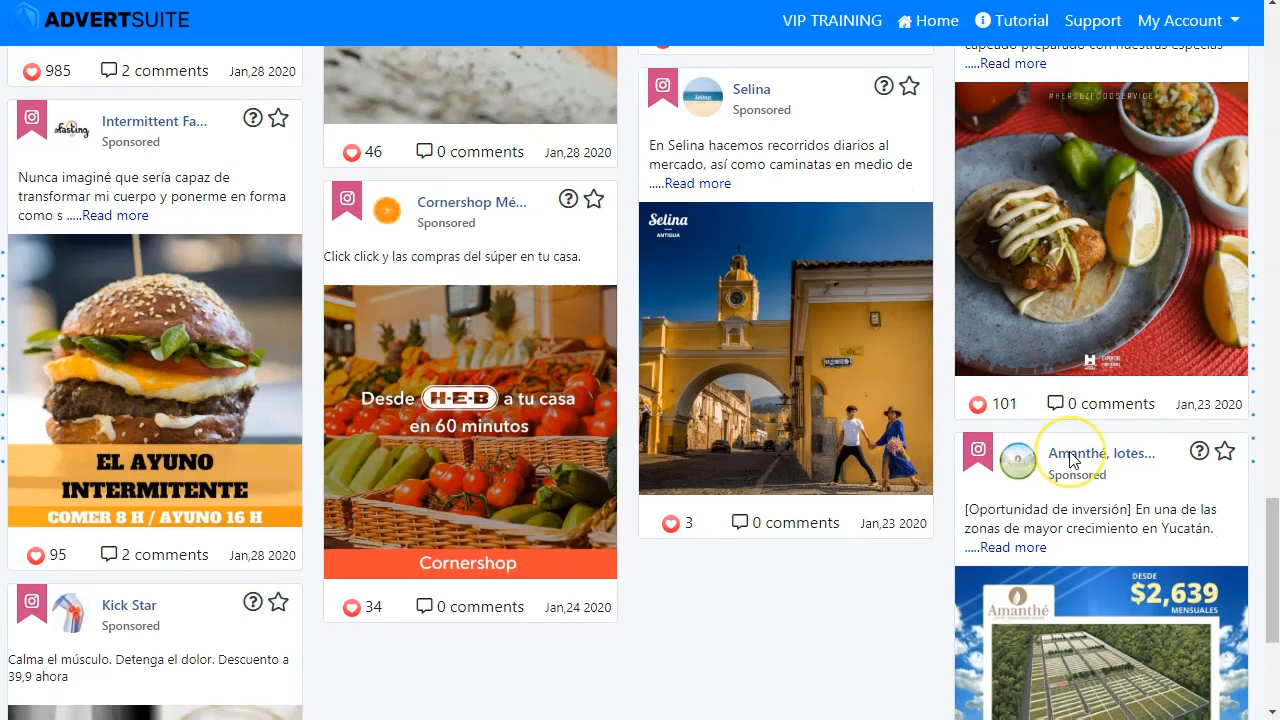 ADVERTSUITE
VIP TRAINING
Home
Tutorial
Support
My Account
985
2 comments
Jan,28 2020
Intermittent Fa...
Sponsored
Nunca imaginé que sería capaz de
transformar mi cuerpo y ponerme en forma
como s .....Read more
EL AYUNO
INTERMITENTE
COMER 8 H / AYUNO 16 H
95
2 comments
Jan,28 2020
Kick Star
Sponsored
Calma el músculo. Detenga el dolor. Descuento a
39,9 ahora
46
0 comments
Jan,28 2020
Cornershop Mé...
Sponsored
Click click y las compras del súper en tu casa.
Desde H-E-B a tu casa
en 60 minutos
Cornershop
34
0 comments
Jan,24 2020
Selina
Sponsored
En Selina hacemos recorridos diarios al
mercado, así como caminatas en medio de
.....Read more
Selina
ANTIGUA
3
0 comments
Jan,23 2020
capeado preparado con nuestras especias
.....Read more
#HERDEZFOODSERVICE
101
0 comments
Jan,23 2020
Amanthé, lotes...
Sponsored
[Oportunidad de inversión] En una de las
zonas de mayor crecimiento en Yucatán.
.....Read more
Amanthé
DESDE
$2,639
MENSUALES